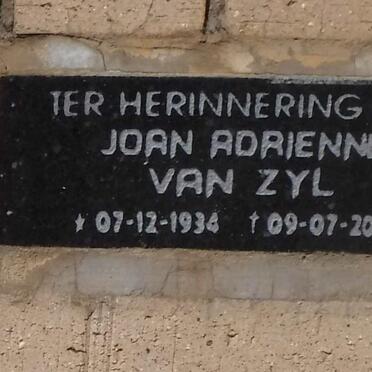 TER HERINNERING
JOAN ADRIENN
VAN ZYL
★ 07-12-1934 † 09-07-20